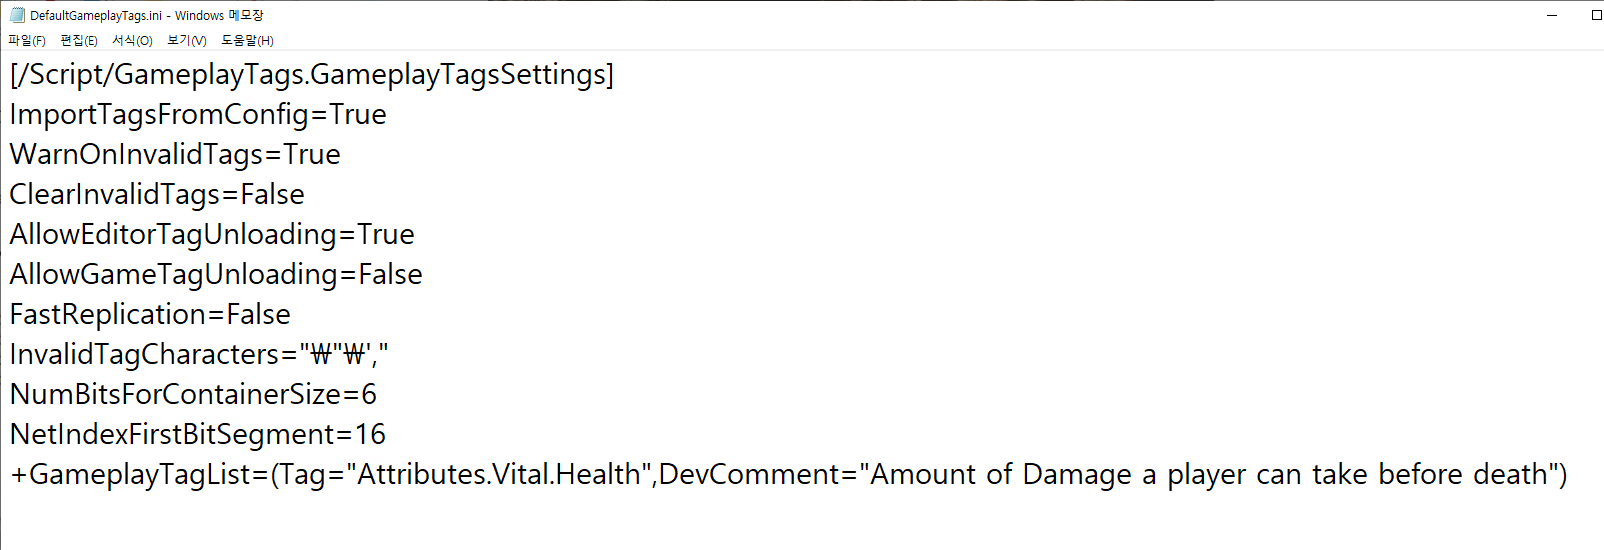 DefaultGameplayTags.ini - Windows 메모장
파일(F) 편집(E) 서식(O) 보기(V) 도움말(H)
[/Script/GameplayTags.GameplayTagsSettings]
ImportTagsFromConfig=True
WarnOnInvalidTags=True
ClearInvalidTags=False
AllowEditorTagUnloading=True
AllowGameTagUnloading=False
FastReplication=False
InvalidTagCharacters="₩"₩',"
NumBitsForContainerSize=6
NetIndexFirstBitSegment=16
+GameplayTagList=(Tag="Attributes.Vital.Health",DevComment="Amount of Damage a player can take before death")